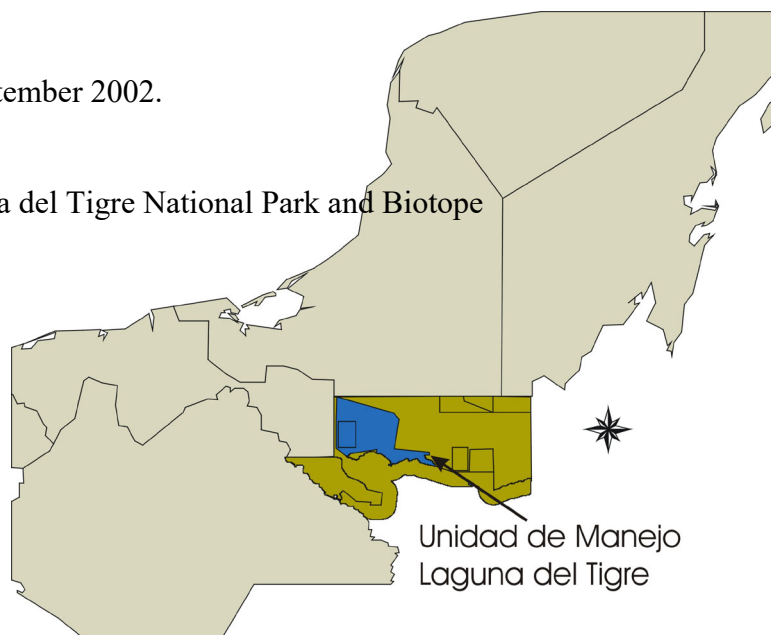 tember 2002.
a del Tigre National Park and Biotope
Unidad de Manejo
Laguna del Tigre